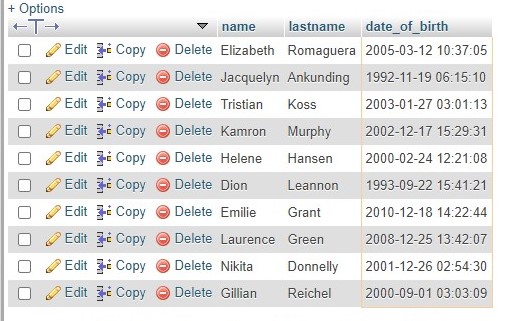 + Options
name lastname date_of_birth
Edit Copy Delete Elizabeth Romaguera 2005-03-12 10:37:05
Edit Copy Delete Jacquelyn Ankunding 1992-11-19 06:15:10
Edit Copy Delete Tristian Koss 2003-01-27 03:01:13
Edit Copy Delete Kamron Murphy 2002-12-17 15:29:31
Edit Copy Delete Helene Hansen 2000-02-24 12:21:08
Edit Copy Delete Dion Leannon 1993-09-22 15:41:21
Edit Copy Delete Emilie Grant 2010-12-18 14:22:44
Edit Copy Delete Laurence Green 2008-12-25 13:42:07
Edit Copy Delete Nikita Donnelly 2001-12-26 02:54:30
Edit Copy Delete Gillian Reichel 2000-09-01 03:03:09